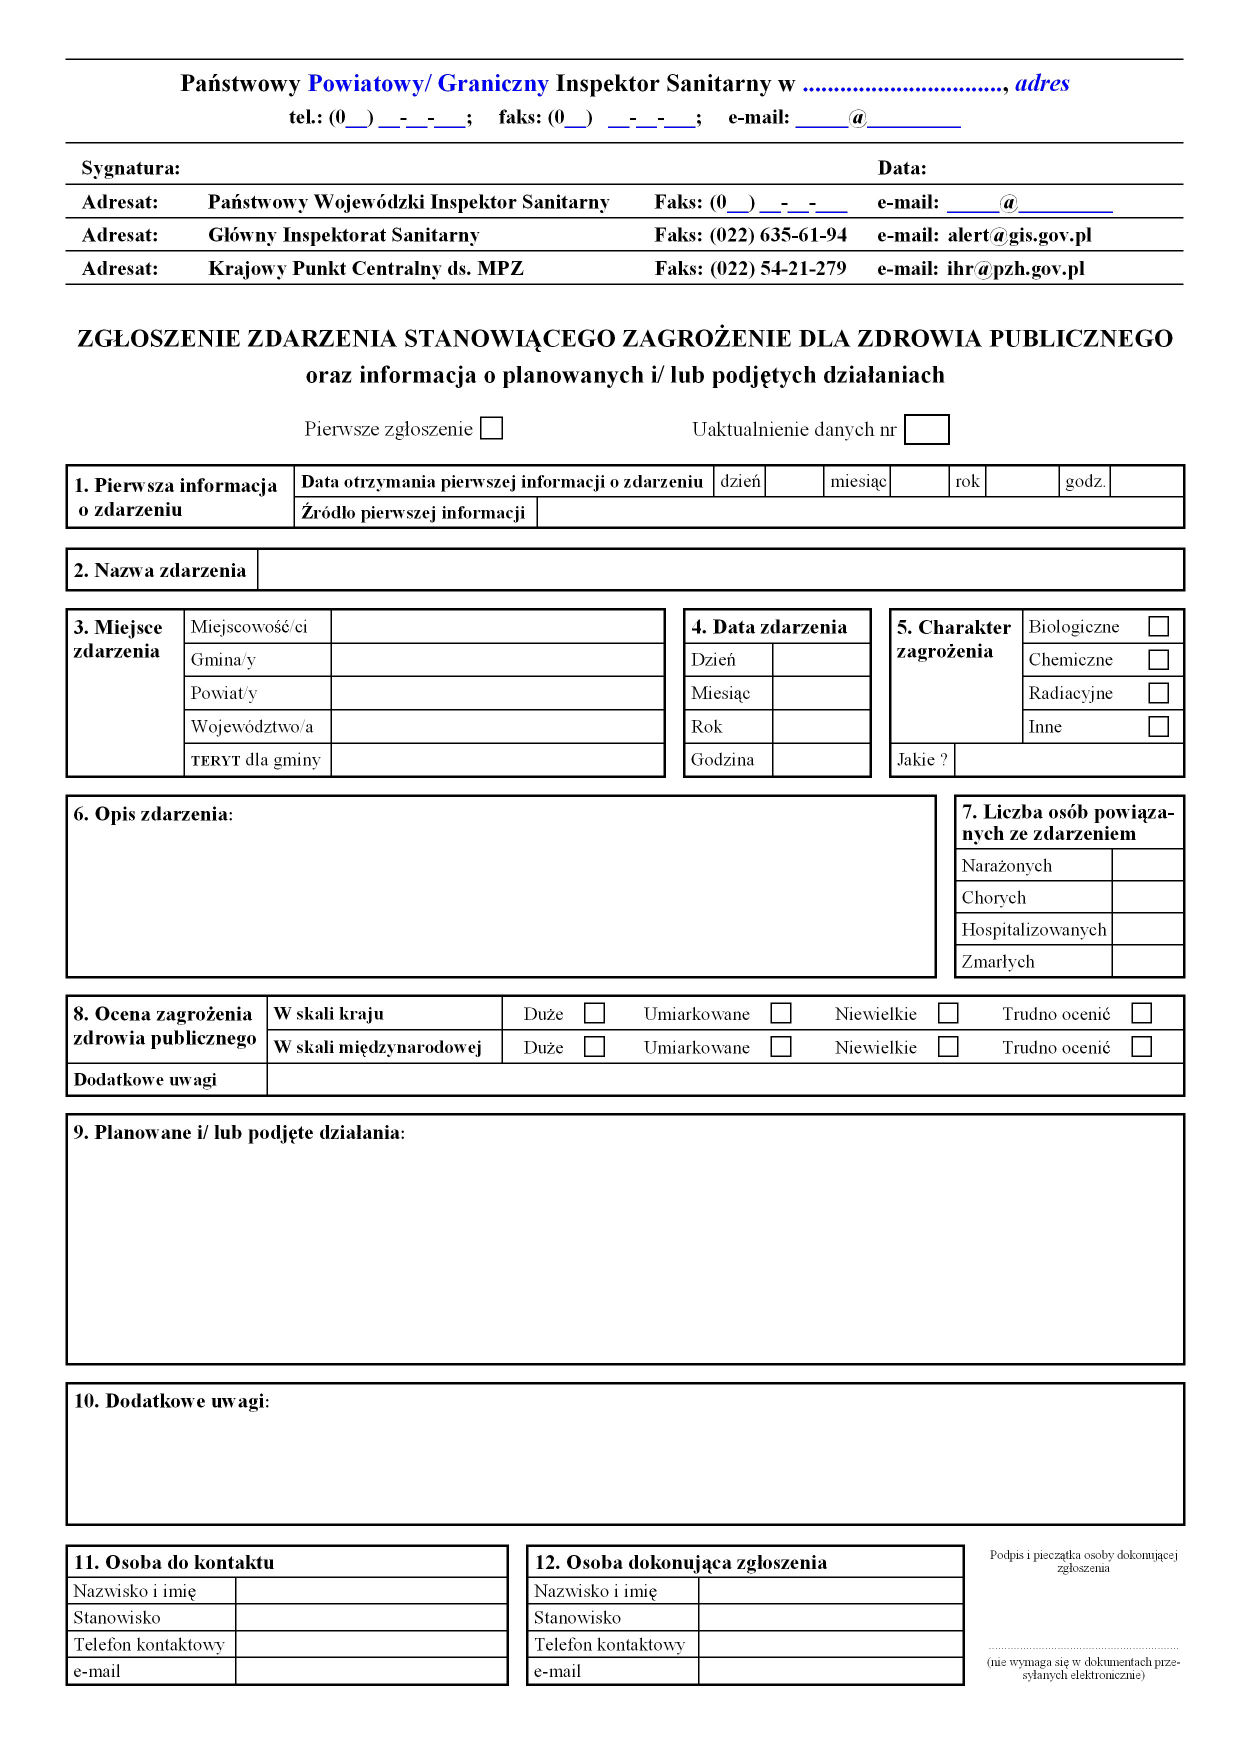 Państwowy Powiatowy/ Graniczny Inspektor Sanitarny w ................................, adres
tel.: (0__) __-__-___; faks: (0__) __-__-___; e-mail: _____@_________
Sygnatura: Data:
Adresat: Państwowy Wojewódzki Inspektor Sanitarny Faks: (0__) __-__-___ e-mail: _____@_________
Adresat: Główny Inspektorat Sanitarny Faks: (022) 635-61-94 e-mail: alert@gis.gov.pl
Adresat: Krajowy Punkt Centralny ds. MPZ Faks: (022) 54-21-279 e-mail: ihr@pzh.gov.pl
ZGŁOSZENIE ZDARZENIA STANOWIĄCEGO ZAGROŻENIE DLA ZDROWIA PUBLICZNEGO
oraz informacja o planowanych i/ lub podjętych działaniach
Pierwsze zgłoszenie Uaktualnienie danych nr
1. Pierwsza informacja
o zdarzeniu
Data otrzymania pierwszej informacji o zdarzeniu dzień miesiąc rok godz.
Źródło pierwszej informacji
2. Nazwa zdarzenia
3. Miejsce
zdarzenia
Miejscowość/ci
Gmina/y
Powiat/y
Województwo/a
TERYT dla gminy
4. Data zdarzenia
Dzień
Miesiąc
Rok
Godzina
5. Charakter
zagrożenia
Biologiczne
Chemiczne
Radiacyjne
Inne
Jakie ?
6. Opis zdarzenia:
7. Liczba osób powiąza-
nych ze zdarzeniem
Narażonych
Chorych
Hospitalizowanych
Zmarłych
8. Ocena zagrożenia
zdrowia publicznego
W skali kraju Duże Umiarkowane Niewielkie Trudno ocenić
W skali międzynarodowej Duże Umiarkowane Niewielkie Trudno ocenić
Dodatkowe uwagi
9. Planowane i/ lub podjęte działania:
10. Dodatkowe uwagi:
11. Osoba do kontaktu
Nazwisko i imię
Stanowisko
Telefon kontaktowy
e-mail
12. Osoba dokonująca zgłoszenia
Nazwisko i imię
Stanowisko
Telefon kontaktowy
e-mail
Podpis i pieczątka osoby dokonującej
zgłoszenia
................................................................
(nie wymaga się w dokumentach prze-
syłanych elektronicznie)